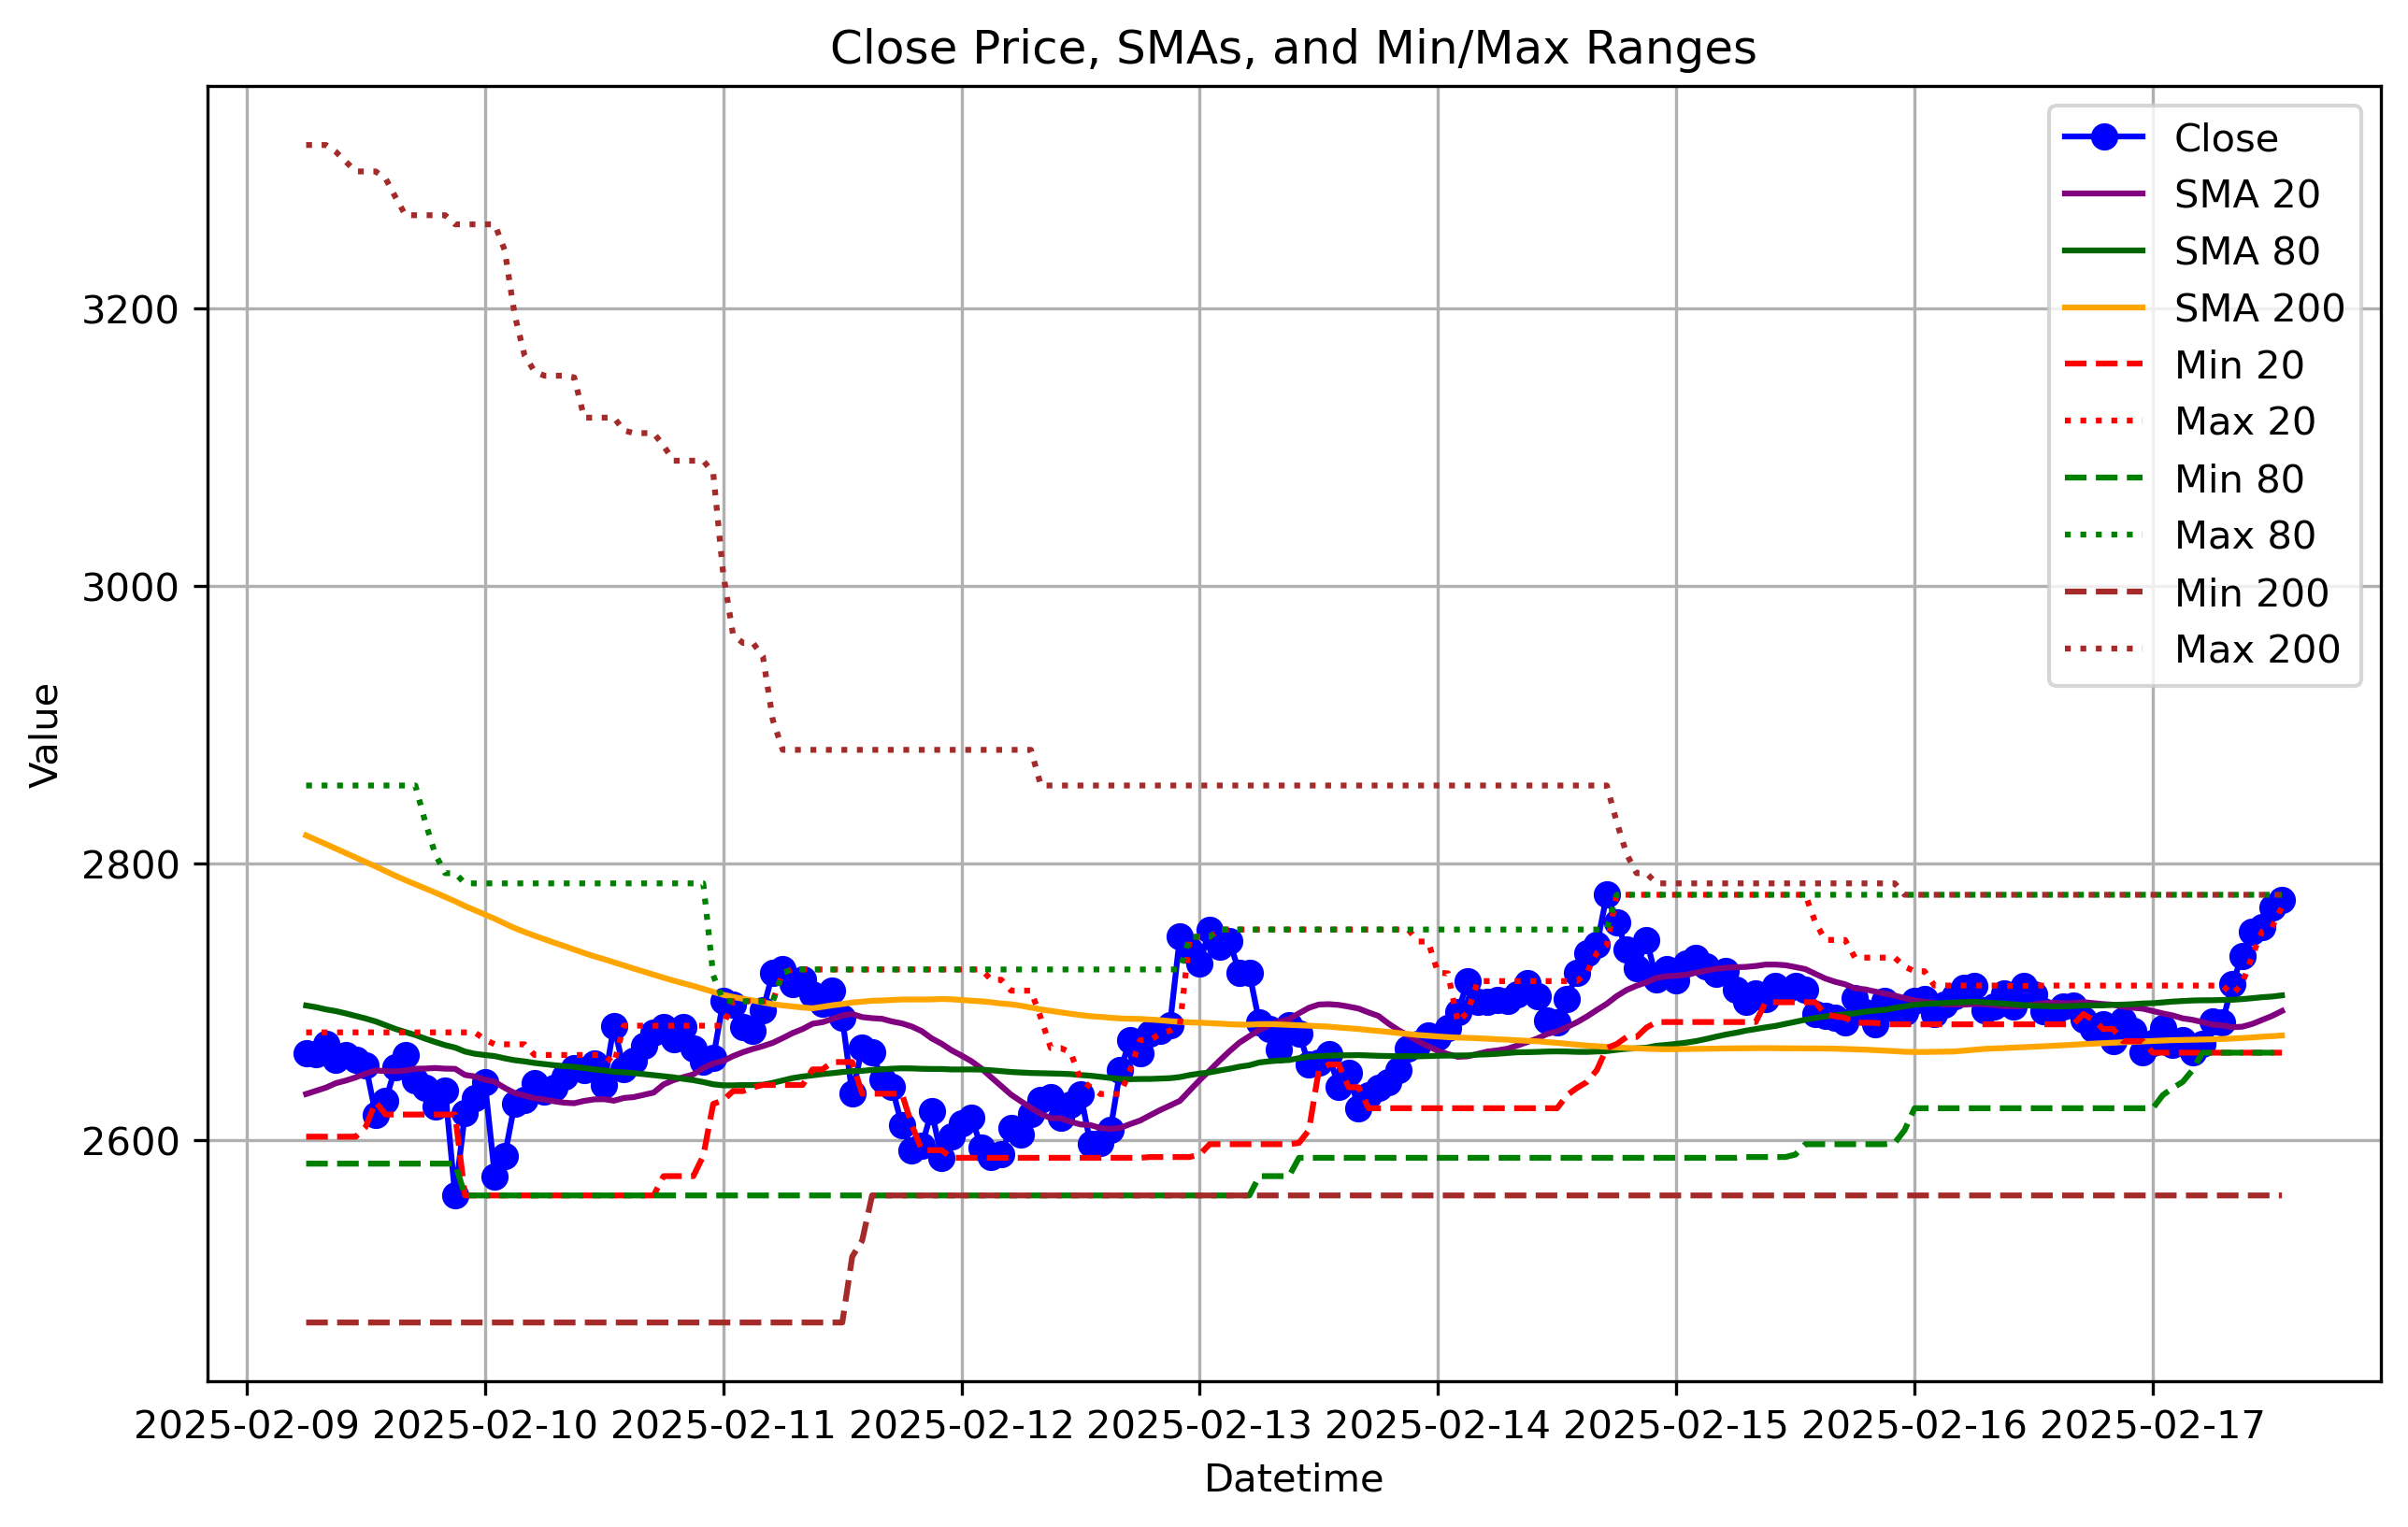 Close Price, SMAs, and Min/Max Ranges
Close
SMA 20
SMA 80
SMA 200
Min 20
Max 20
Min 80
Max 80
Min 200
Max 200
Value
3200
3000
2800
2600
2025-02-09 2025-02-10 2025-02-11 2025-02-12 2025-02-13 2025-02-14 2025-02-15 2025-02-16 2025-02-17
Datetime